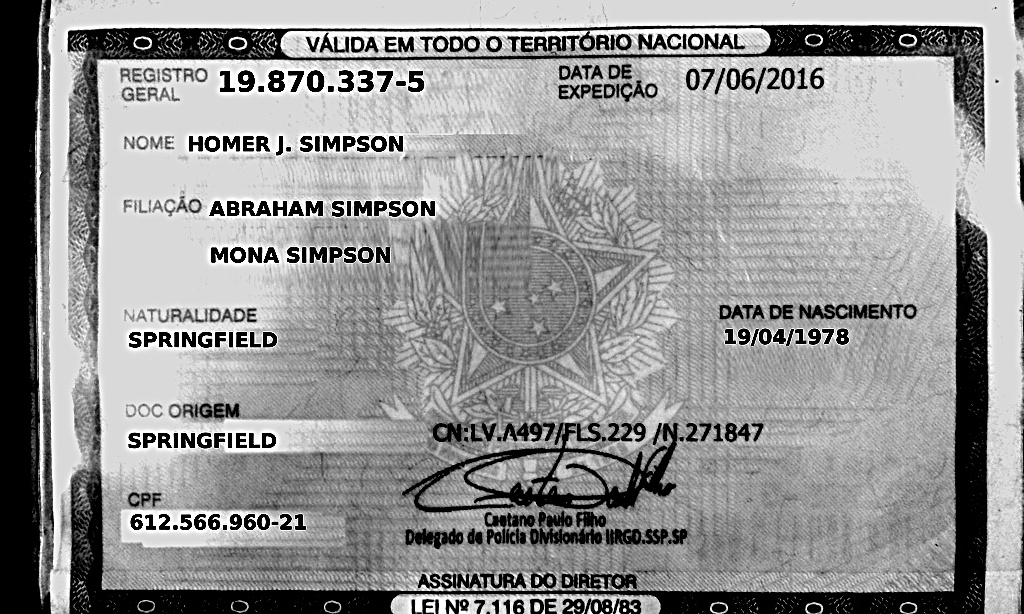 VÁLIDA EM TODO O TERRITÓRIO NACIONAL
REGISTRO GERAL 19.870.337-5 DATA DE EXPEDIÇÃO 07/06/2016
NOME HOMER J. SIMPSON
FILIAÇÃO ABRAHAM SIMPSON
MONA SIMPSON
NATURALIDADE DATA DE NASCIMENTO
SPRINGFIELD 19/04/1978
DOC ORIGEM
SPRINGFIELD CN:LV.A497/FLS.229 /N.271847
CPF
612.566.960-21
Caetano Paulo Filho
Delegado de Polícia Divisionário IIRGD.SSP.SP
ASSINATURA DO DIRETOR
LEI Nº 7.116 DE 29/08/83